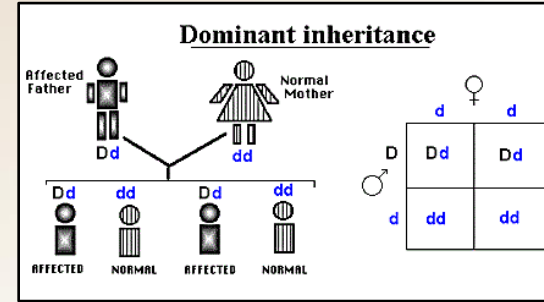 Dominant inheritance
Affected
Father
Normal
Mother
Dd
dd
Dd dd Dd dd
AFFECTED NORMAL AFFECTED NORMAL
♀
d d
D Dd Dd
♂
d dd dd